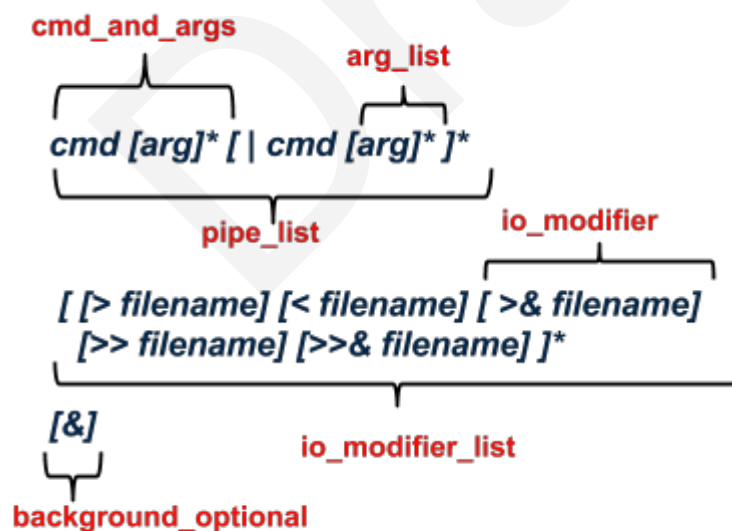 cmd_and_args
arg_list
cmd [arg]* [ | cmd [arg]* ]*
pipe_list
io_modifier
[ [> filename] [< filename] [ >& filename]
[>> filename] [>>& filename] ]*
[&]
io_modifier_list
background_optional